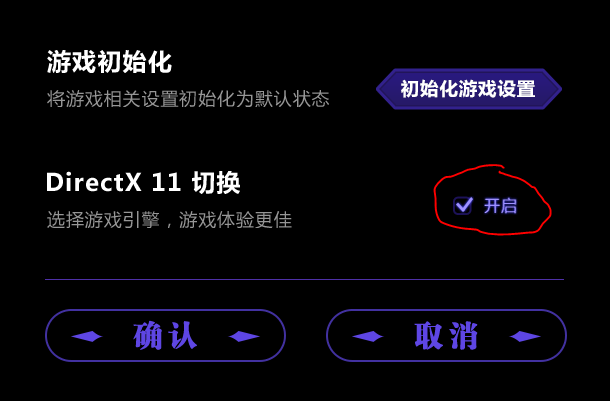 游戏初始化
将游戏相关设置初始化为默认状态
初始化游戏设置
DirectX 11 切换
选择游戏引擎，游戏体验更佳
开启
确认
取消